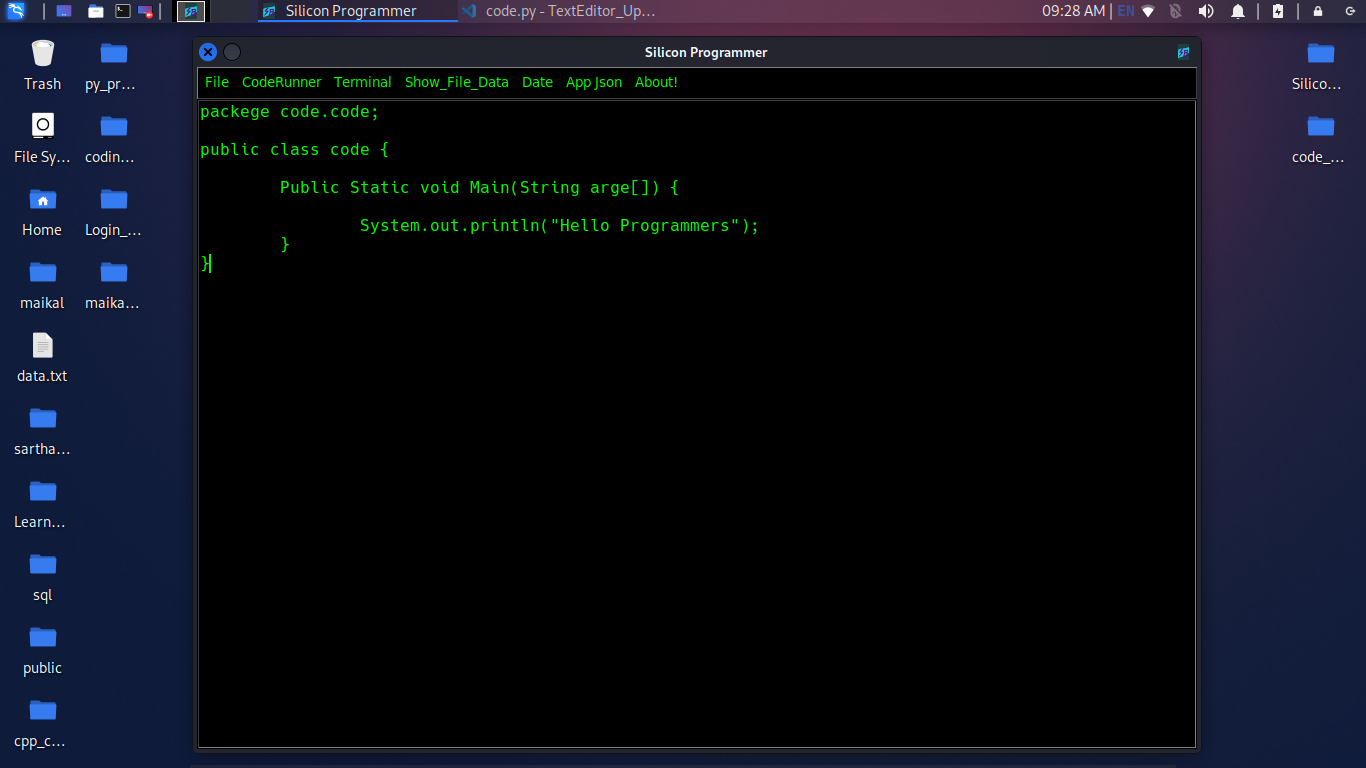 Silicon Programmer
code.py - TextEditor_Up...
09:28 AM
EN
Silicon Programmer
File CodeRunner Terminal Show_File_Data Date App Json About!
packege code.code;
public class code {
Public Static void Main(String arge[]) {
System.out.println("Hello Programmers");
}
}
Trash
py_pr...
File Sy...
codin...
Home
Login_...
maikal
maika...
data.txt
sartha...
Learn...
sql
public
cpp_c...
Silico...
code_...